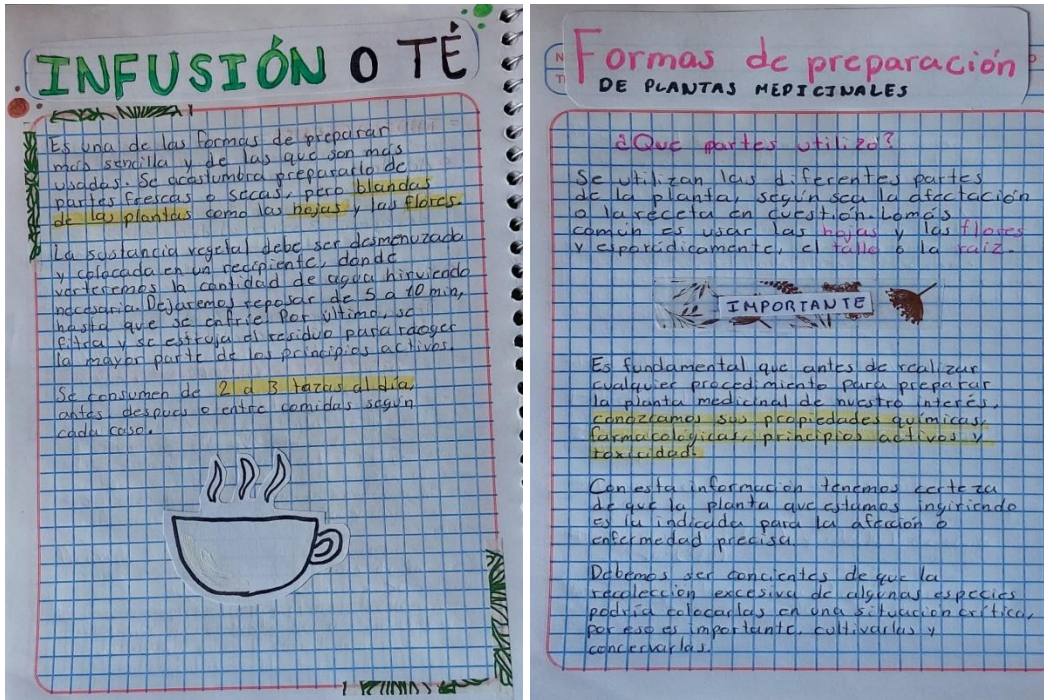 INFUSIÓN O TÉ
Es una de las formas de preparar
más sencilla y de las que son más
usadas. Se acostumbra prepararlo de
partes frescas o secas, pero blandas
de las plantas como las hojas y las flores.
La sustancia vegetal debe ser desmenuzada
y colocada en un recipiente, donde
verteremos la cantidad de agua hirviendo
necesaria. Dejaremos reposar de 5 a 10 min,
hasta que se enfríe. Por último, se
filtra y se estruja el residuo para recoger
la mayor parte de los principios activos.
Se consumen de 2 a 3 tazas al día,
antes despues o entre comidas según
cada caso.
Formas de preparación
DE PLANTAS MEDICINALES
¿Que partes utilizo?
Se utilizan las diferentes partes
de la planta, según sea la afectación
o la receta en cuestión. Lo más
común es usar las hojas y las flores
y esporádicamente, el tallo o la raíz.
IMPORTANTE
Es fundamental que antes de realizar
cualquier procedimiento para preparar
la planta medicinal de nuestro interés,
conozcamos sus propiedades químicas,
farmacológicas, principios activos y
toxicidad.
Con esta información tenemos certeza
de que la planta que estamos ingiriendo
es la indicada para la afección o
enfermedad precisa.
Debemos ser concientes de que la
recolección excesiva de algunas especies
podría colocarlas en una situación crítica,
por eso es importante, cultivarlas y
concervarlas.